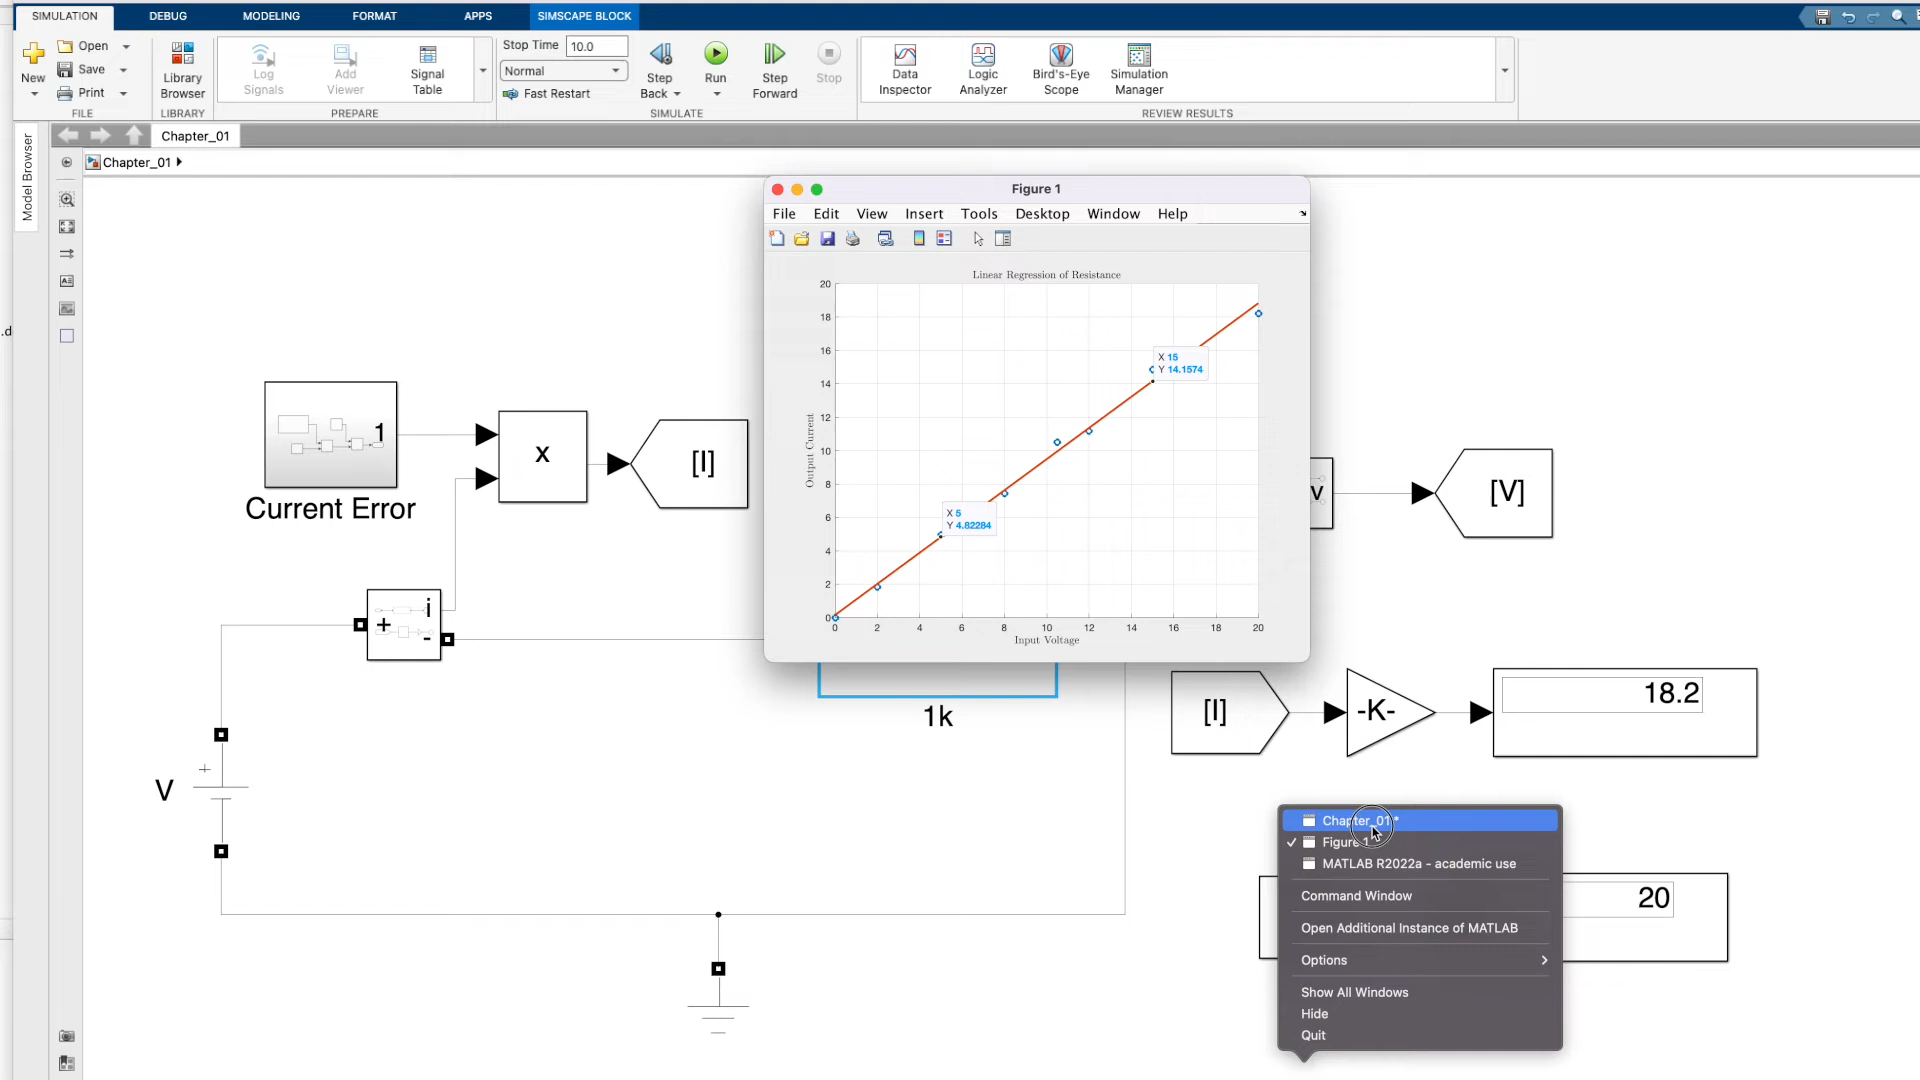 SIMULATION
DEBUG
MODELING
FORMAT
APPS
SIMSCAPE BLOCK
New
Open
Save
Print
FILE
Library
Browser
LIBRARY
Log
Signals
Add
Viewer
Signal
Table
PREPARE
Stop Time 10.0
Normal
Fast Restart
Step
Back
Run
Step
Forward
Stop
SIMULATE
Data
Inspector
Logic
Analyzer
Bird's-Eye
Scope
Simulation
Manager
REVIEW RESULTS
Model Browser
Chapter_01
Chapter_01
.d
Figure 1
File Edit View Insert Tools Desktop Window Help
Linear Regression of Resistance
20
18
16
14
12
10
8
6
4
2
0
Output Current
X 15
Y 14.1574
X 5
Y 4.82284
0 2 4 6 8 10 12 14 16 18 20
Input Voltage
1
Current Error
x
[I]
i
+
-
V
+
1k
v
[V]
[I]
-K-
18.2
20
Chapter_01*
Figure 1
MATLAB R2022a - academic use
Command Window
Open Additional Instance of MATLAB
Options
Show All Windows
Hide
Quit